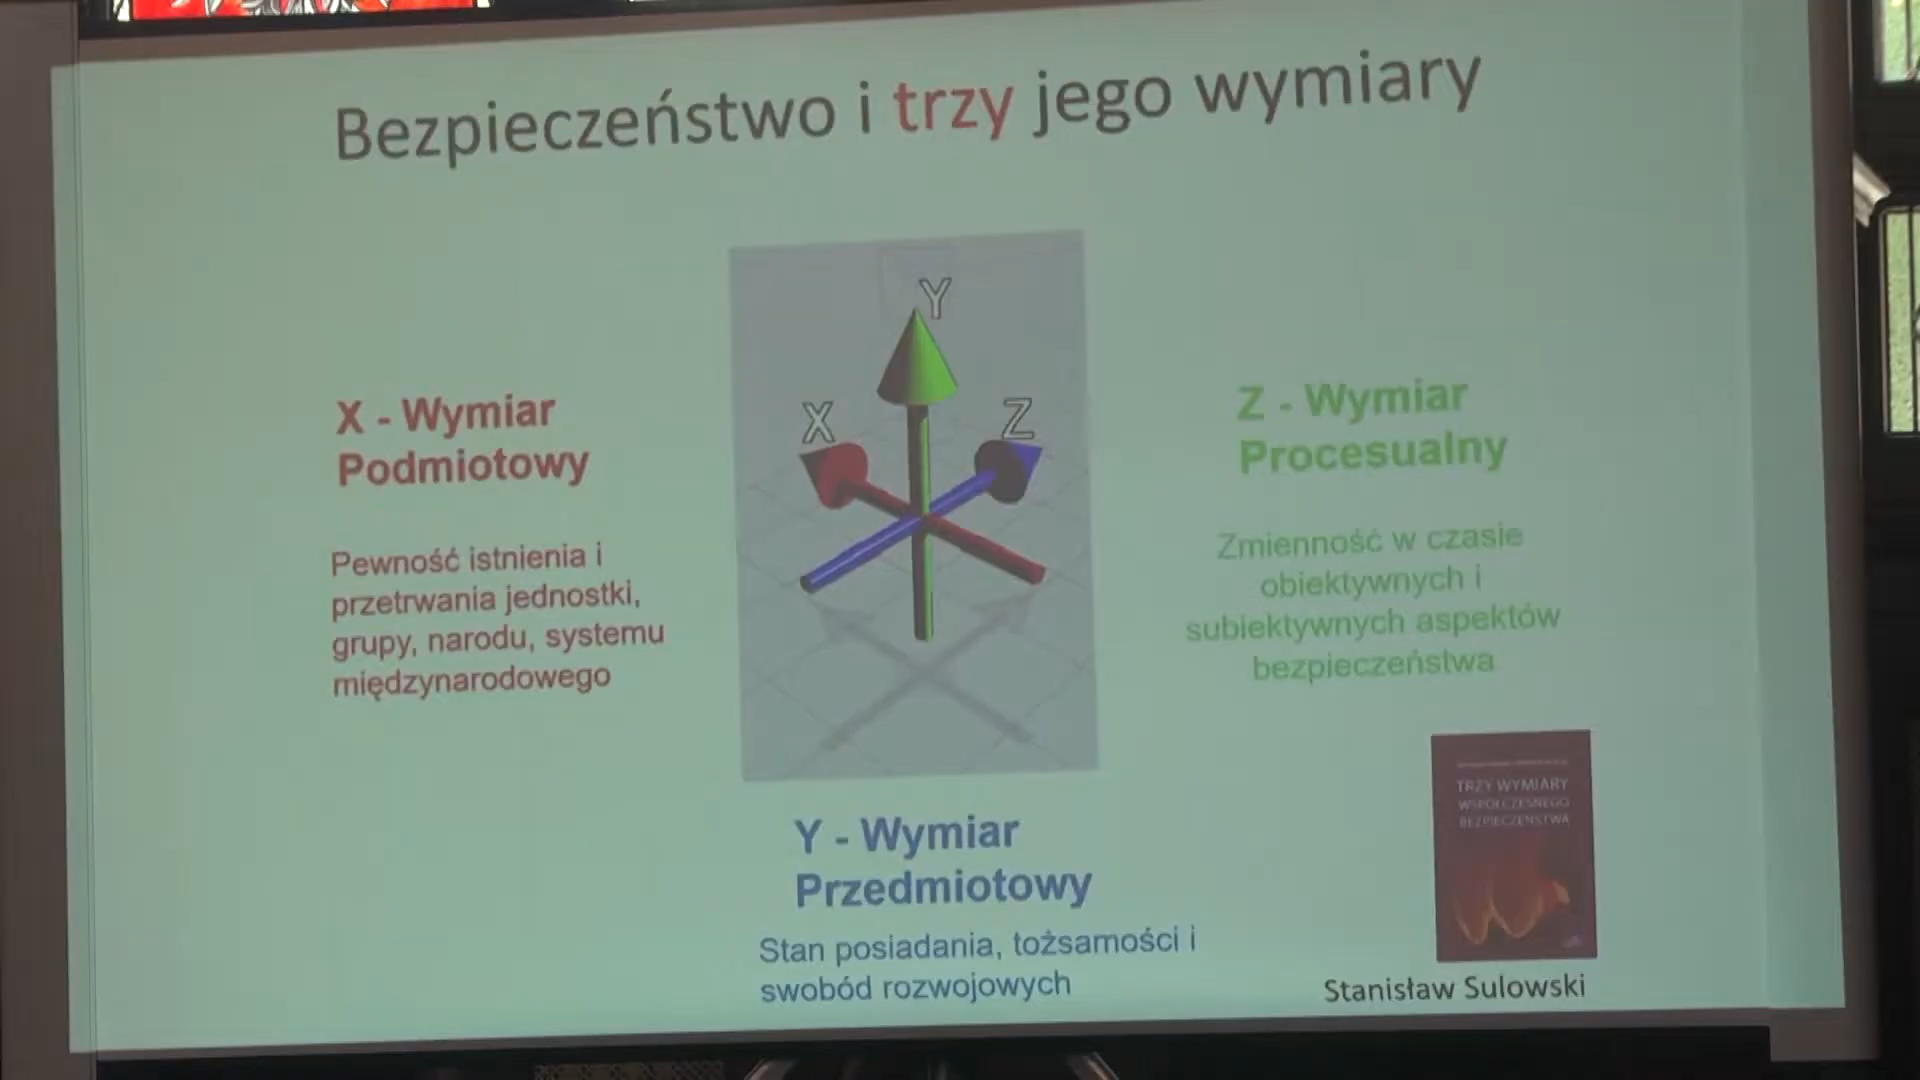 Bezpieczeństwo i trzy jego wymiary
Y
X
Z
X - Wymiar
Podmiotowy
Pewność istnienia i
przetrwania jednostki,
grupy, narodu, systemu
międzynarodowego
Z - Wymiar
Procesualny
Zmienność w czasie
obiektywnych i
subiektywnych aspektów
bezpieczeństwa
Y - Wymiar
Przedmiotowy
Stan posiadania, tożsamości i
swobód rozwojowych
TRZY WYMIARY
WSPÓŁCZESNEGO
BEZPIECZEŃSTWA
Stanisław Sulowski